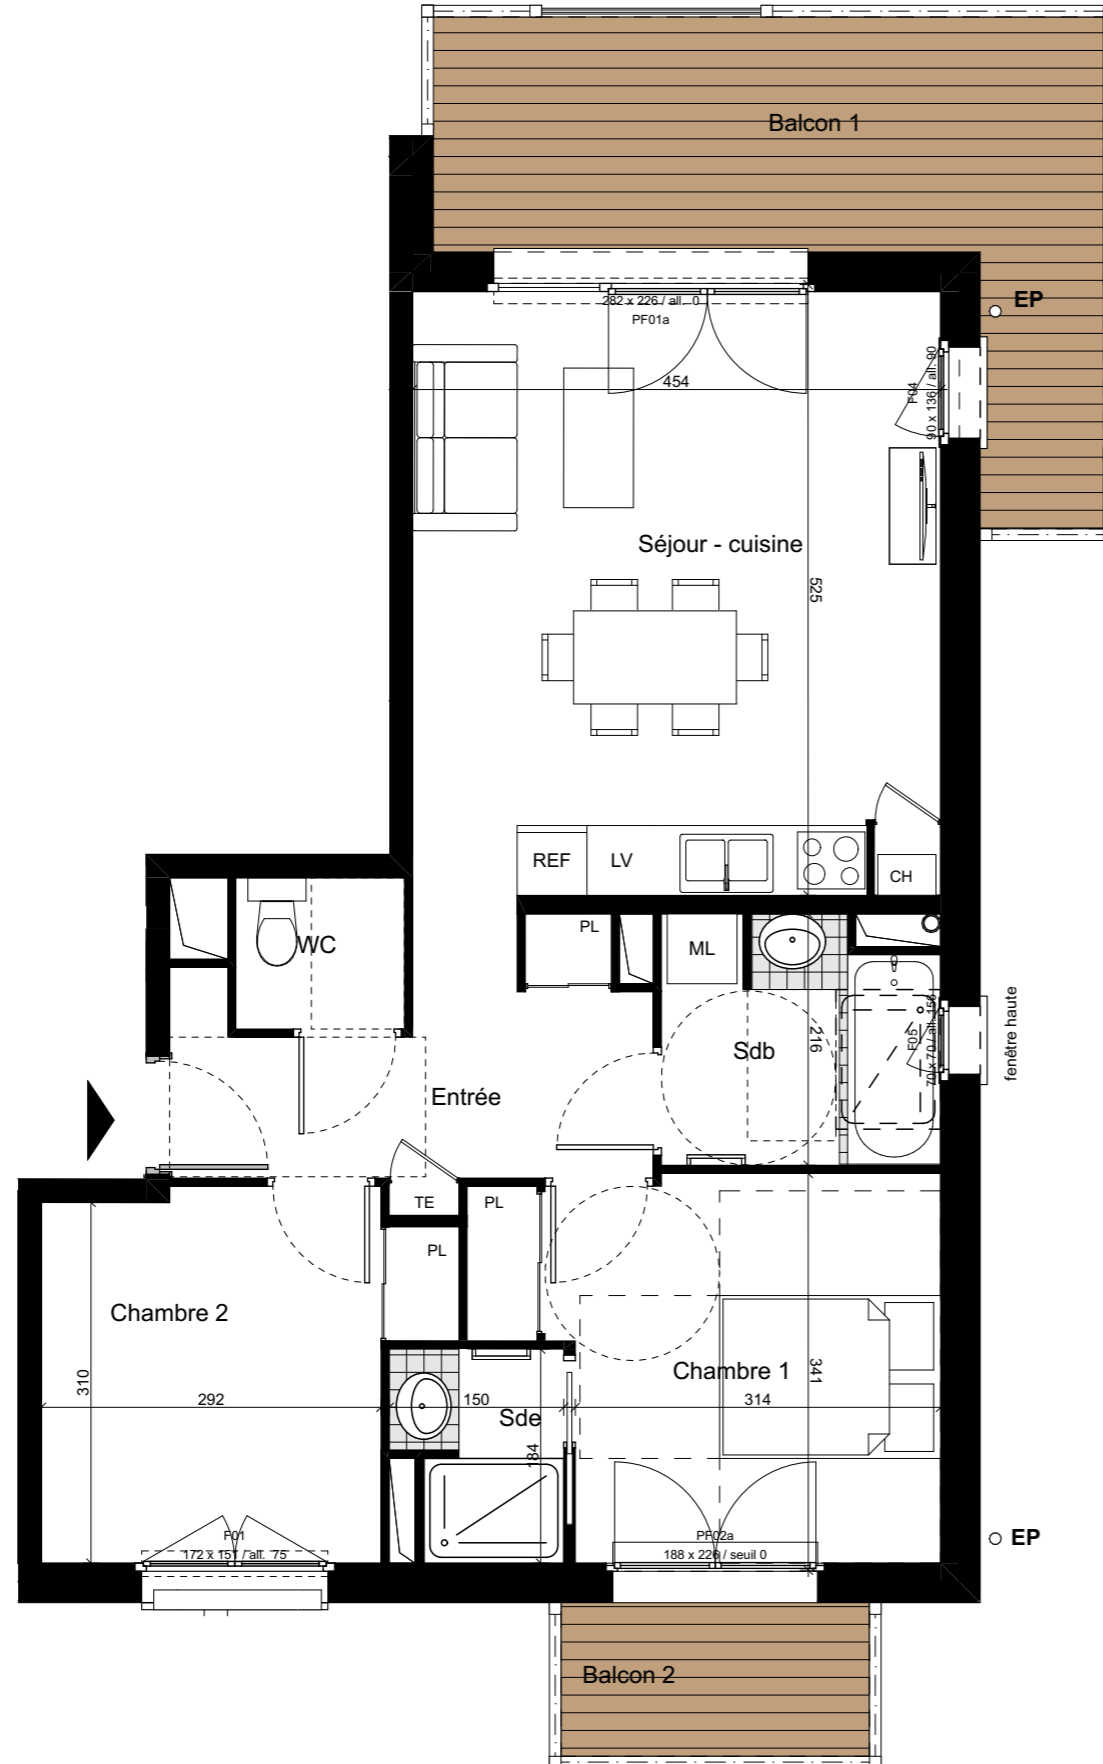 Balcon 1
EP
282 x 226 / all. 0
PF01a
454
F04
90 x 136 / all. 90
Séjour - cuisine
525
REF
LV
CH
PL
ML
WC
Sdb
216
F05
70 x 70 / all. 156
fenêtre haute
Entrée
TE
PL
PL
Chambre 2
Chambre 1
310
292
150
Sde
184
341
314
F01
172 x 151 / all. 75
PF02a
188 x 226 / seuil 0
EP
Balcon 2